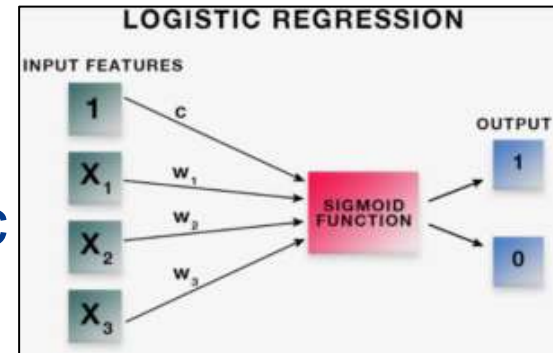 LOGISTIC REGRESSION
INPUT FEATURES
1
C
X1
W1
X2
W2
X3
W3
SIGMOID
FUNCTION
OUTPUT
1
0
C